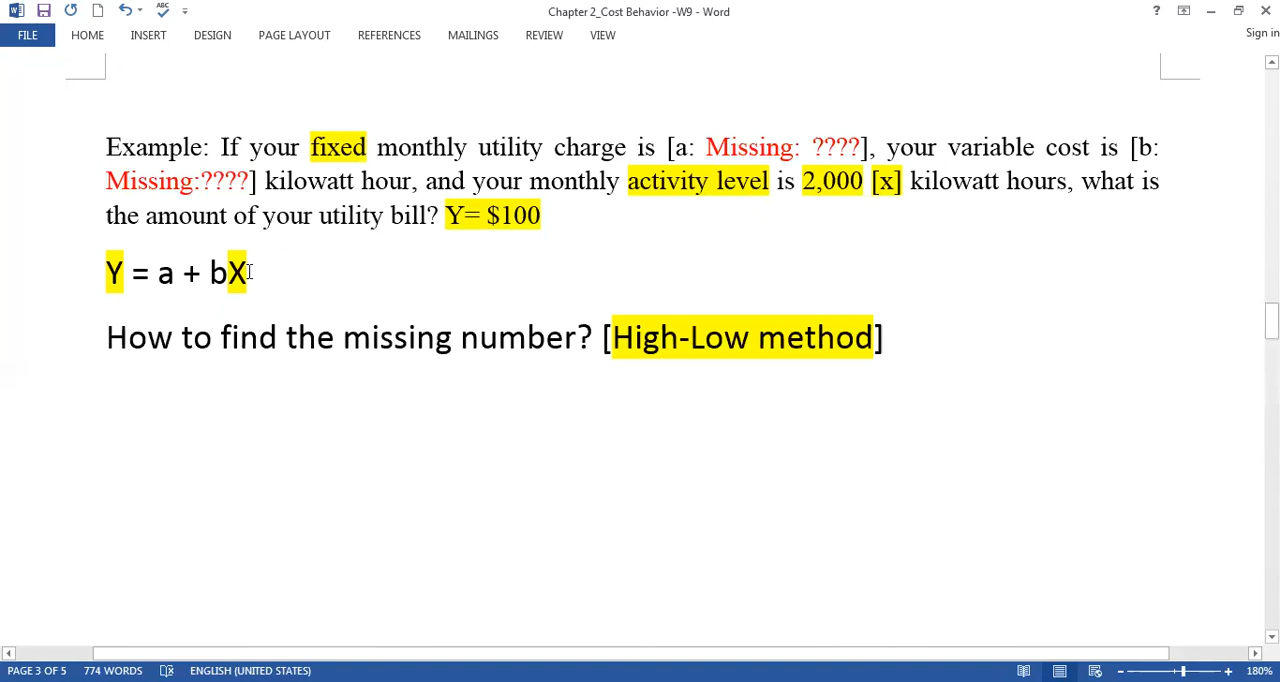 Chapter 2_Cost Behavior -W9 - Word
?
Sign in
FILE HOME INSERT DESIGN PAGE LAYOUT REFERENCES MAILINGS REVIEW VIEW
Example: If your fixed monthly utility charge is [a: Missing: ????], your variable cost is [b:
Missing:????] kilowatt hour, and your monthly activity level is 2,000 [x] kilowatt hours, what is
the amount of your utility bill? Y= $100
Y = a + bX
How to find the missing number? [High-Low method]
PAGE 3 OF 5 774 WORDS ENGLISH (UNITED STATES) 180%